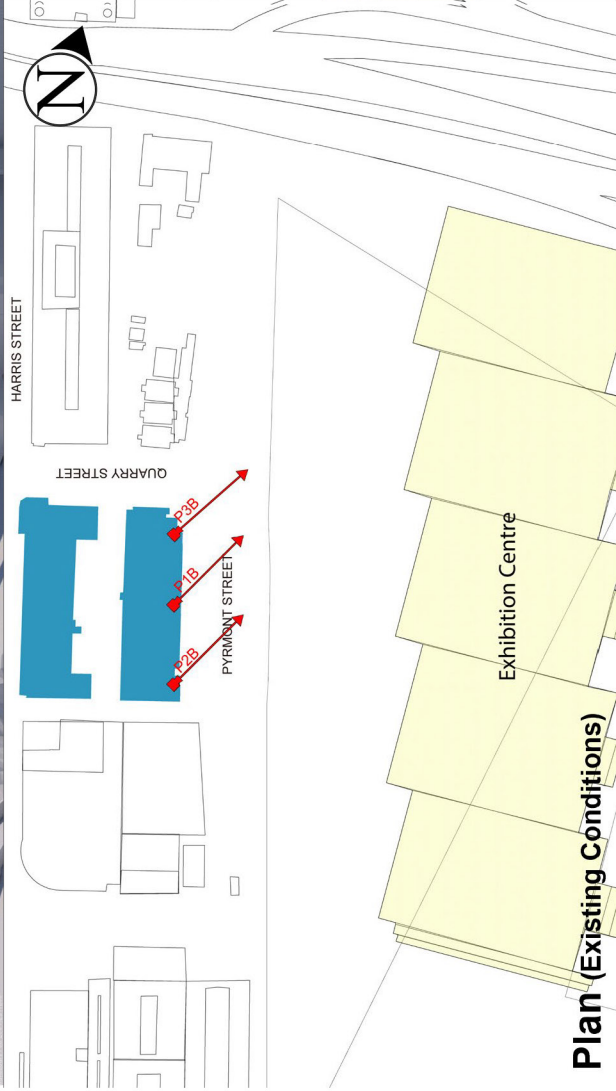 N
HARRIS STREET
QUARRY STREET
P3B
P1B
P2B
PYRMONT STREET
Exhibition Centre
Plan (Existing Conditions)